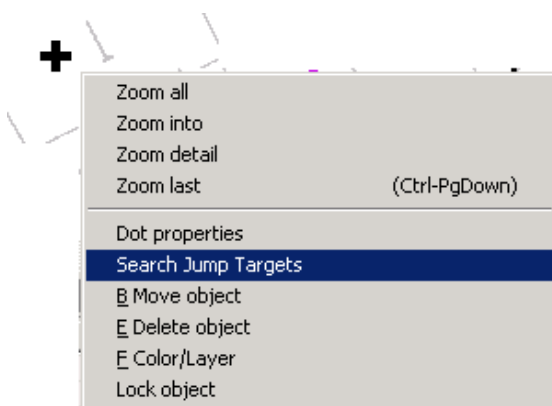 Zoom all
Zoom into
Zoom detail
Zoom last (Ctrl-PgDown)
Dot properties
Search Jump Targets
B Move object
E Delete object
F Color/Layer
Lock object